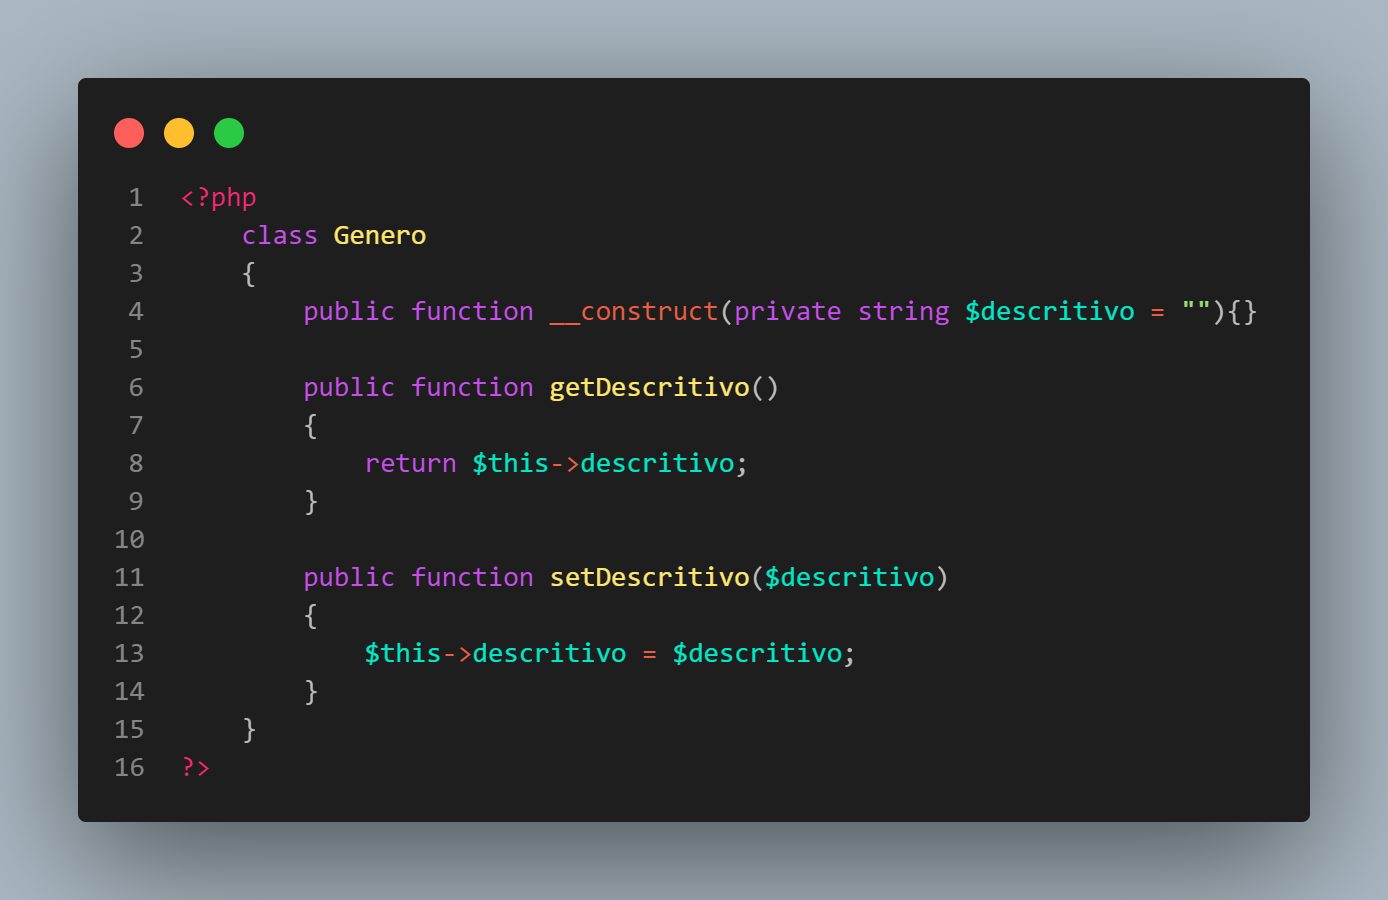 1 <?php
2     class Genero
3     {
4         public function __construct(private string $descritivo = ""){}
5
6         public function getDescritivo()
7         {
8             return $this->descritivo;
9         }
10
11         public function setDescritivo($descritivo)
12         {
13             $this->descritivo = $descritivo;
14         }
15     }
16 ?>